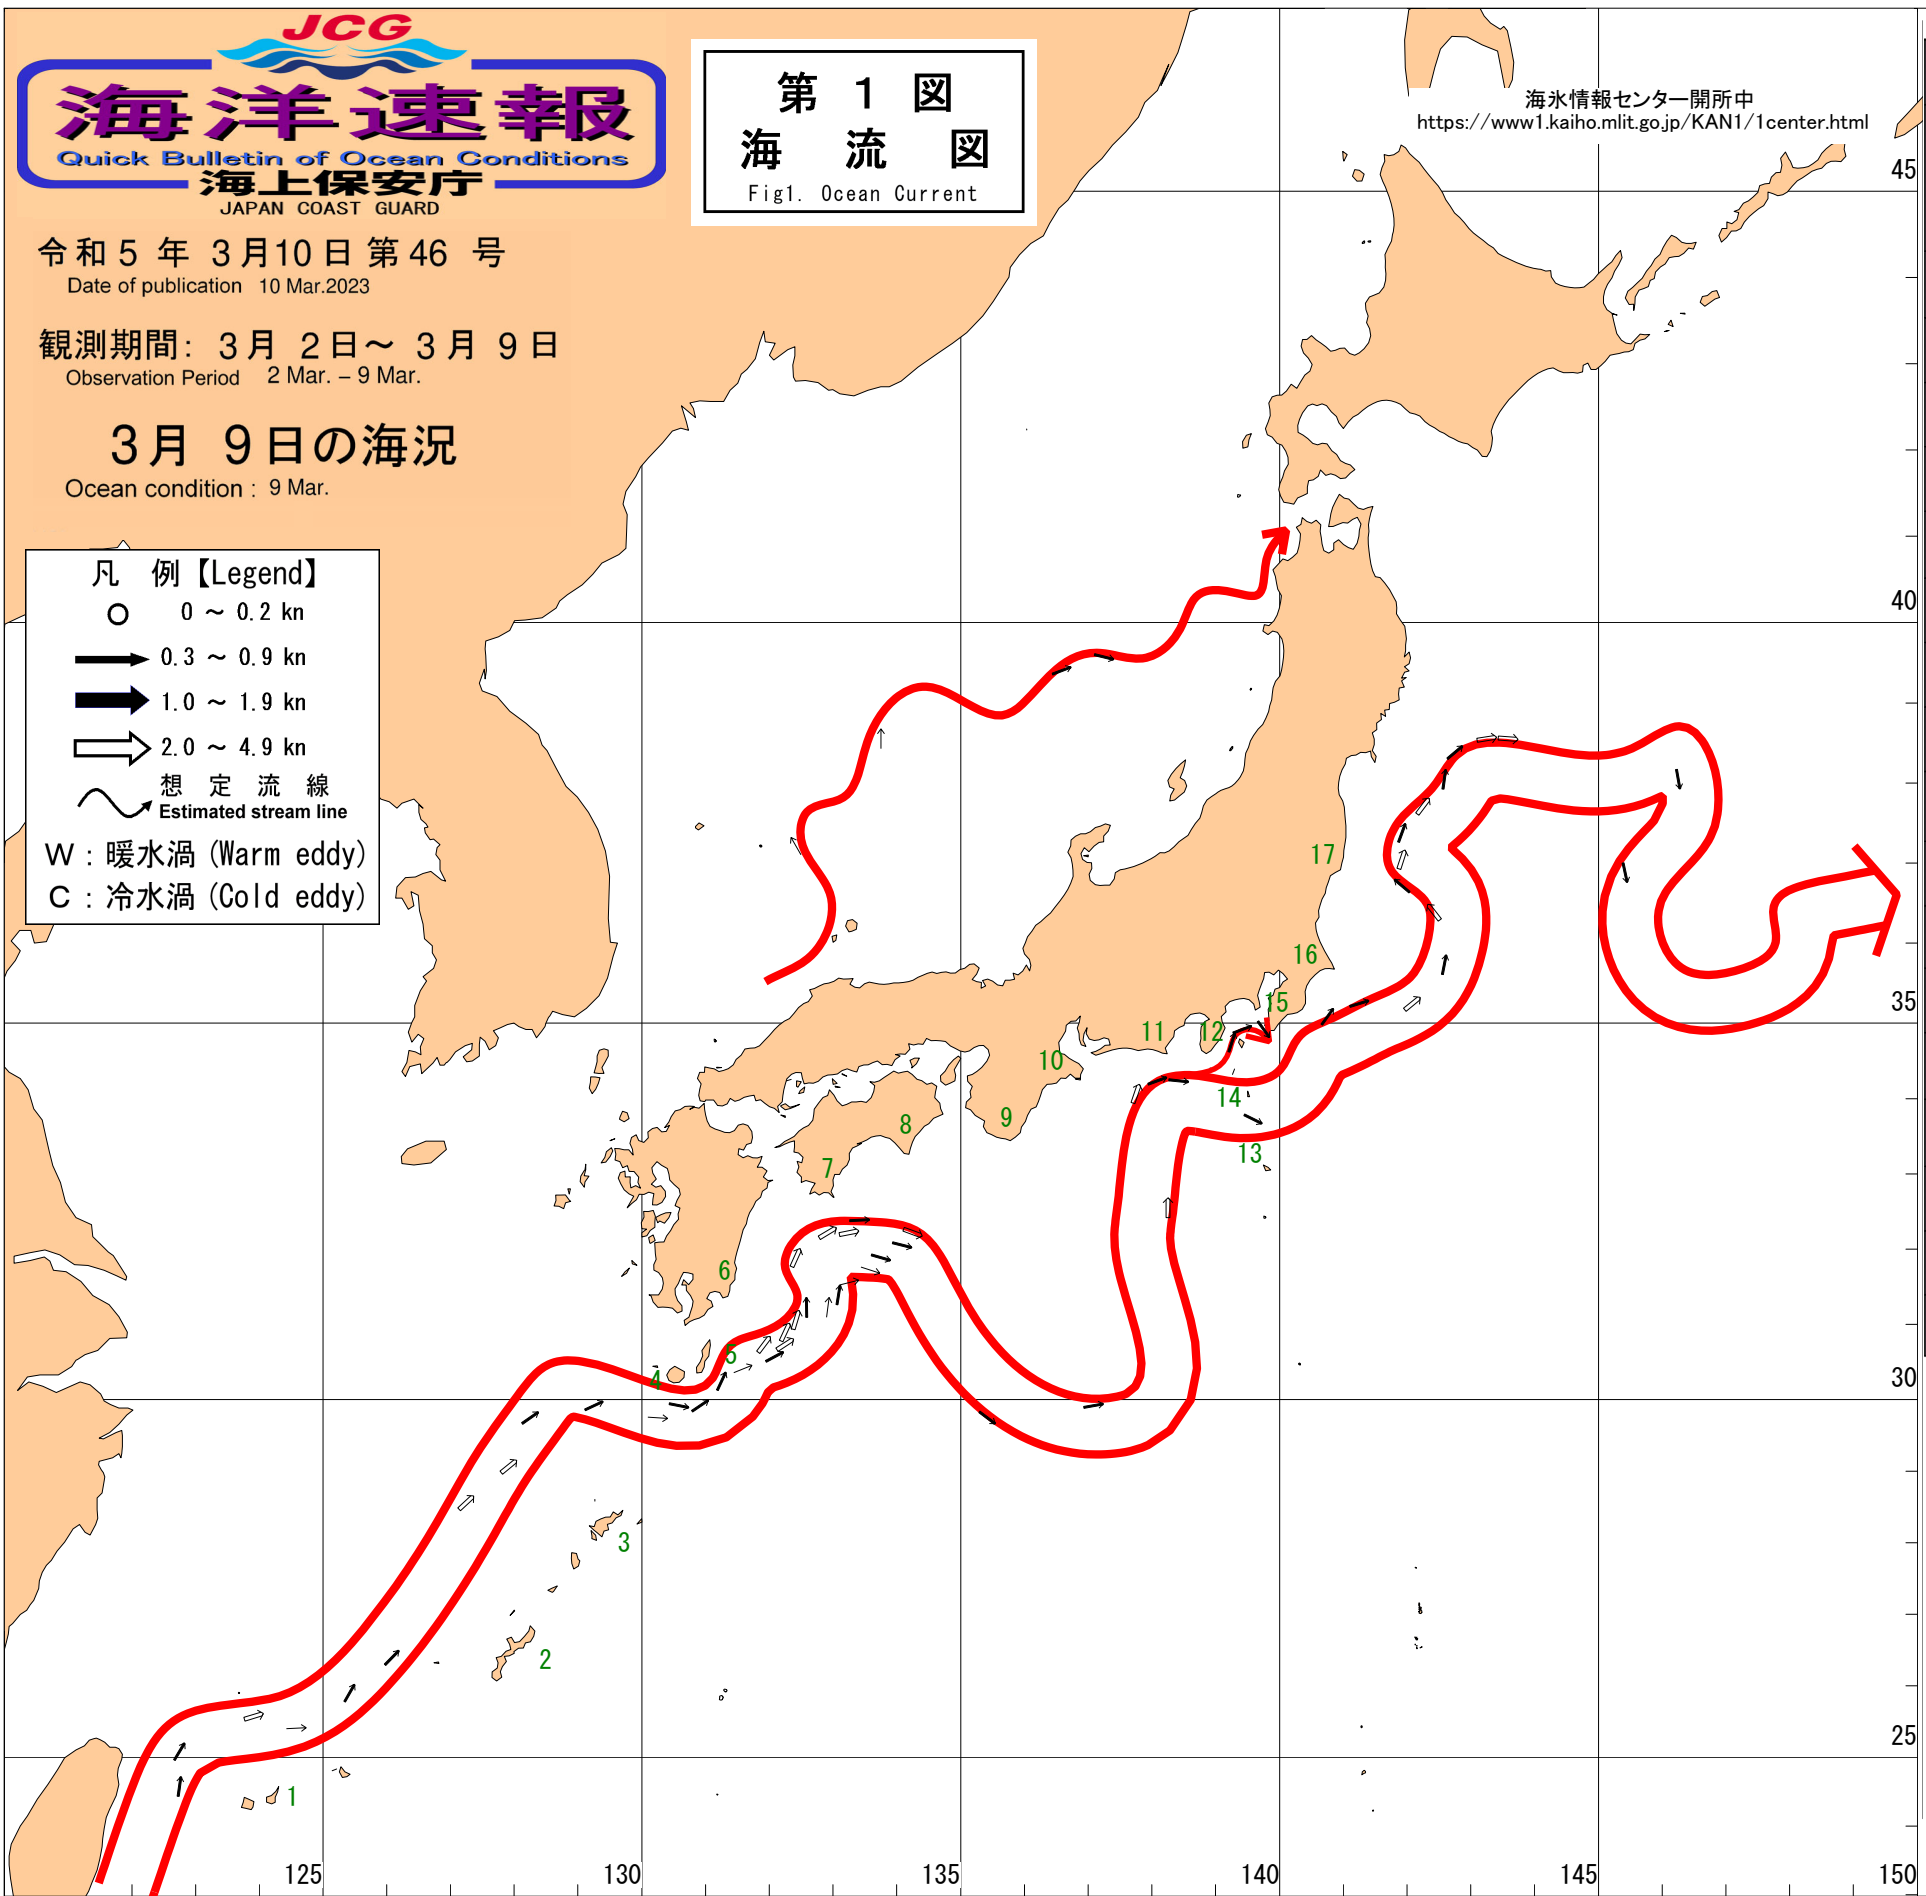 JCG
海洋速報
Quick Bulletin of Ocean Conditions
海上保安庁
JAPAN COAST GUARD
令和 5 年 3月10日 第 46 号
Date of publication 10 Mar.2023
観測期間: 3月 2日～ 3月 9日
Observation Period 2 Mar. – 9 Mar.
3月 9日の海況
Ocean condition : 9 Mar.
第 1 図
海 流 図
Fig1. Ocean Current
海氷情報センター開所中
https://www1.kaiho.mlit.go.jp/KAN1/1center.html
凡 例【Legend】
0 ～ 0.2 kn
0.3 ～ 0.9 kn
1.0 ～ 1.9 kn
2.0 ～ 4.9 kn
想 定 流 線
Estimated stream line
W : 暖水渦 (Warm eddy)
C : 冷水渦 (Cold eddy)
45
40
35
30
25
17
16
15
12
11
10
14
9
8
13
7
6
5
4
3
2
1
125
130
135
140
145
150